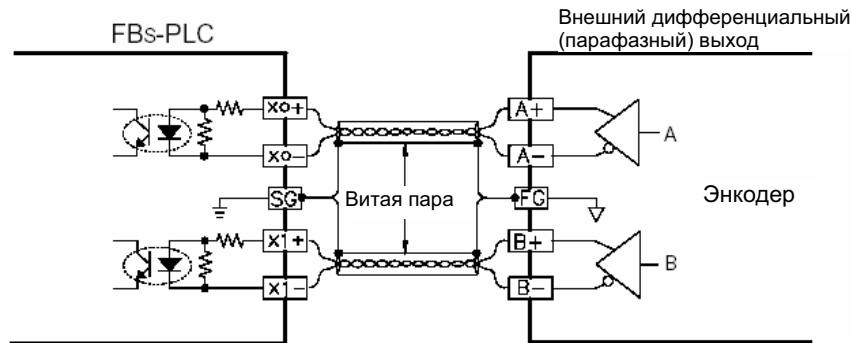 FBs-PLC
Внешний дифференциальный
(парафазный) выход
X0+
A+
A
X0-
A-
SG
Витая пара
FG
Энкодер
X1+
B+
B
X1-
B-